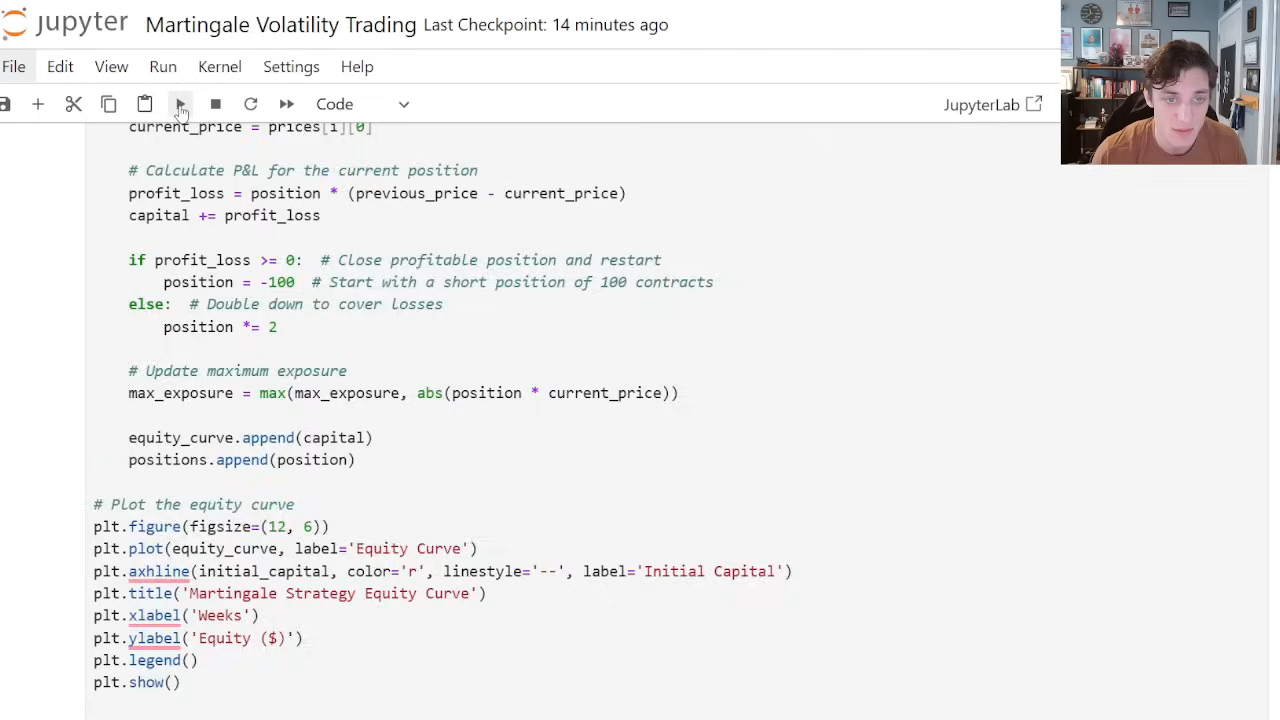 jupyter Martingale Volatility Trading Last Checkpoint: 14 minutes ago
File Edit View Run Kernel Settings Help
Code JupyterLab
current_price = prices[i][0]
# Calculate P&L for the current position
profit_loss = position * (previous_price - current_price)
capital += profit_loss
if profit_loss >= 0: # Close profitable position and restart
position = -100 # Start with a short position of 100 contracts
else: # Double down to cover losses
position *= 2
# Update maximum exposure
max_exposure = max(max_exposure, abs(position * current_price))
equity_curve.append(capital)
positions.append(position)
# Plot the equity curve
plt.figure(figsize=(12, 6))
plt.plot(equity_curve, label='Equity Curve')
plt.axhline(initial_capital, color='r', linestyle='--', label='Initial Capital')
plt.title('Martingale Strategy Equity Curve')
plt.xlabel('Weeks')
plt.ylabel('Equity ($)')
plt.legend()
plt.show()